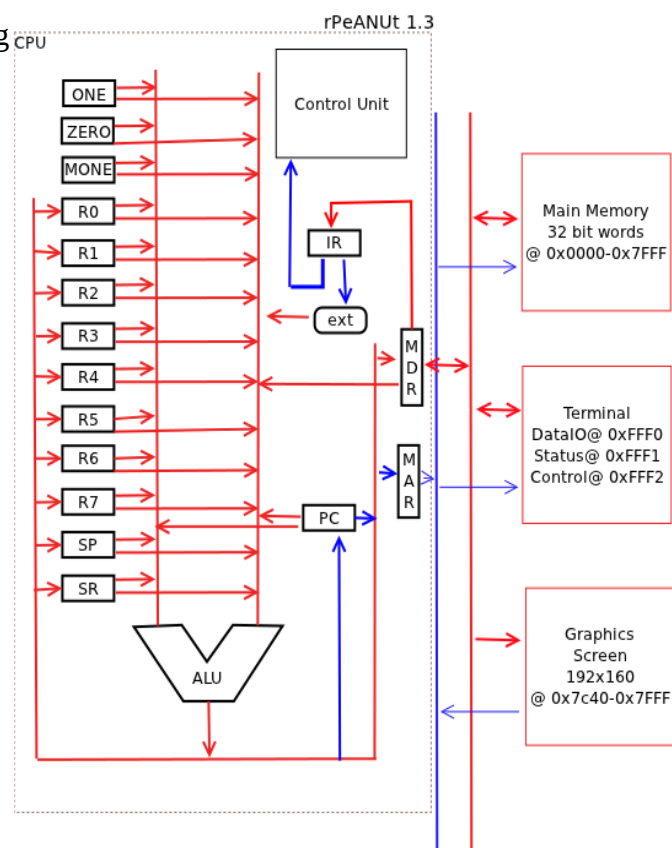 rPeANUt 1.3
g
CPU
ONE
ZERO
MONE
R0
R1
R2
R3
R4
R5
R6
R7
SP
SR
ALU
Control Unit
IR
ext
M
D
R
M
A
R
PC
Main Memory
32 bit words
@ 0x0000-0x7FFF
Terminal
DataIO@ 0xFFF0
Status@ 0xFFF1
Control@ 0xFFF2
Graphics
Screen
192x160
@ 0x7c40-0x7FFF